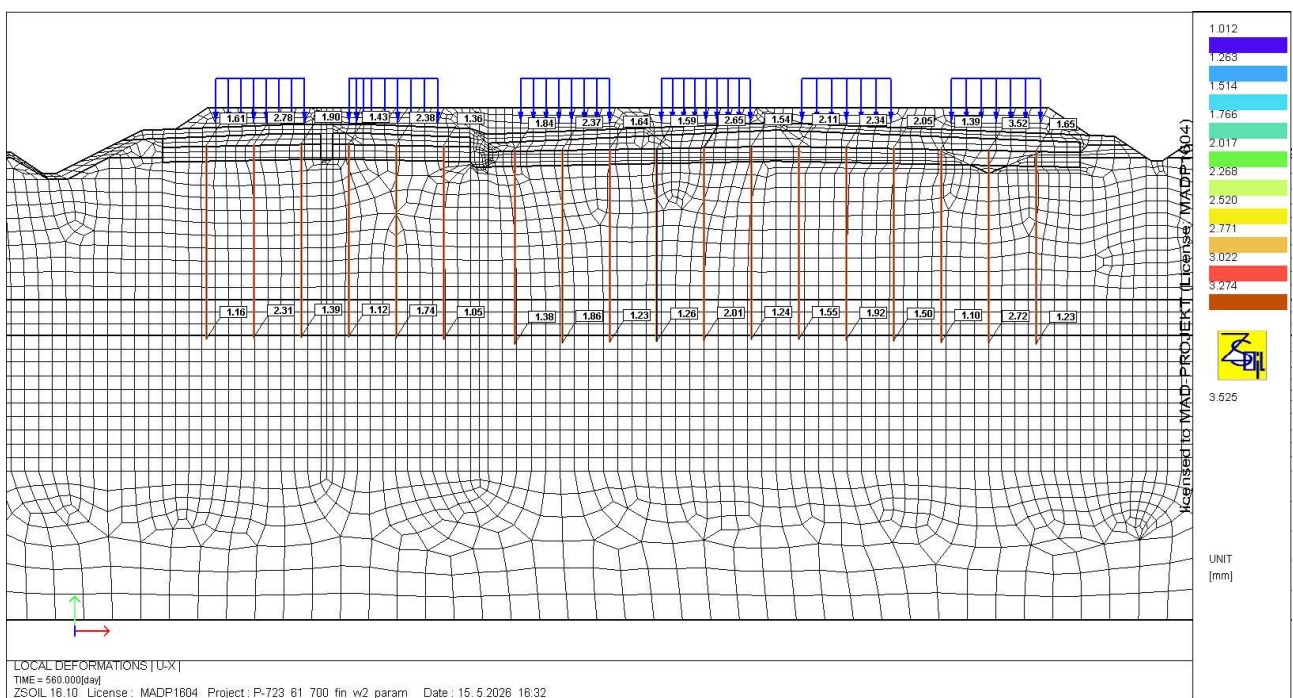 1.012
1.263
1.514
1.766
2.017
2.268
2.520
2.771
3.022
3.274
ZSoil
3.525
UNIT
[mm]
licensed to MAD-PROJEKT (License: MADP1604)
1.61 2.78 1.90 1.43 2.38 1.36 1.84 2.37 1.64 1.59 2.65 1.54 2.11 2.34 2.05 1.39 3.52 1.65
1.16 2.31 1.39 1.12 1.74 1.05 1.38 1.86 1.23 1.26 2.01 1.24 1.55 1.92 1.50 1.10 2.72 1.23
LOCAL DEFORMATIONS | U-X |
TIME = 560.000[day]
ZSOIL 16.10 License : MADP1604 Project : P-723_61_700_fin_w2_param Date : 15.5.2026 16:32